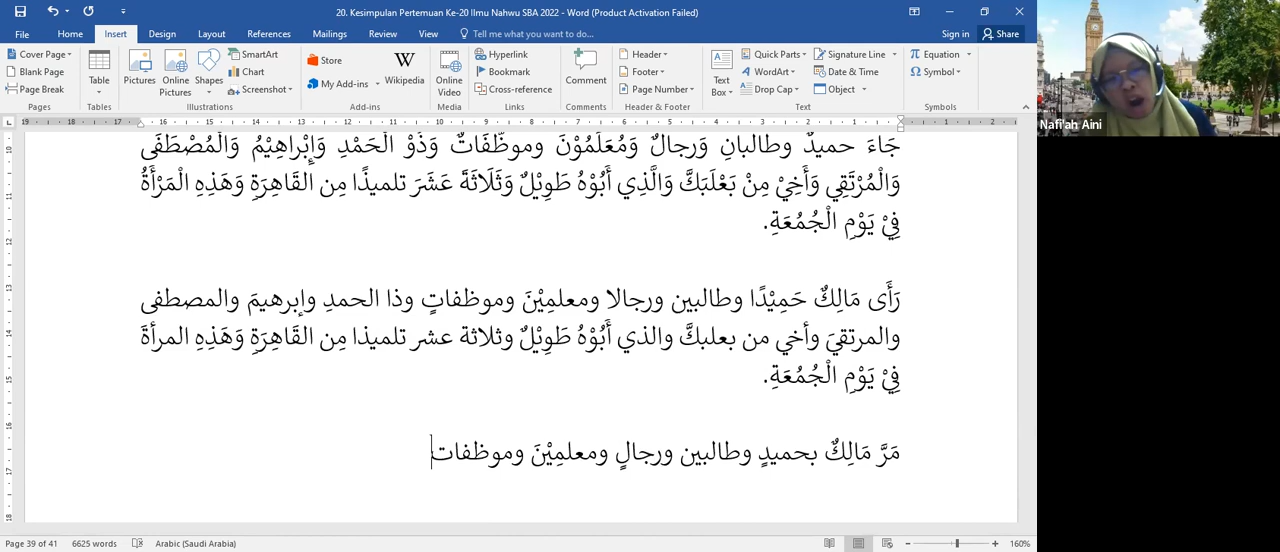 20. Kesimpulan Pertemuan Ke-20 Ilmu Nahwu SBA 2022 - Word (Product Activation Failed)
File Home Insert Design Layout References Mailings Review View Tell me what you want to do... Sign in Share
Cover Page
Blank Page
Page Break
Pages
Table
Tables
Pictures
Online Pictures
Shapes
SmartArt
Chart
Screenshot
Illustrations
Store
My Add-ins
Wikipedia
Add-ins
Online Video
Media
Hyperlink
Bookmark
Cross-reference
Links
Comment
Comments
Header
Footer
Page Number
Header & Footer
Text Box
Quick Parts
WordArt
Drop Cap
Signature Line
Date & Time
Object
Text
Equation
Symbol
Symbols
Nafi'ah Aini
جَاءَ حميدٌ وطالبانِ وَرجالٌ وَمُعَلِّمُوْنَ وموظّفَاتٌ وَذَوْ الْحَمْدِ وَإِبْراهِيْمُ وَالْمُصْطَفَى
وَالْمُرْتَقِي وَأَخِيْ مِنْ بَعْلَبَكَّ وَالَّذِي أَبُوْهُ طَوِيْلٌ وَثَلَاثَةَ عَشَرَ تلميذًا مِن القَاهِرَةِ وَهَذِهِ الْمَرْأَةُ
فِيْ يَوْمِ الْجُمُعَةِ.
رَأَى مَالِكٌ حَمِيْدًا وطالبين ورجالا ومعلمِيْنَ وموظفاتٍ وذا الحمدِ وإبرهيمَ والمصطفى
والمرتقيَ وأخي من بعلبكَّ والذي أَبُوْهُ طَوِيْلٌ وثلاثة عشر تلميذا مِن القَاهِرَةِ وَهَذِهِ المرأةَ
فِيْ يَوْمِ الْجُمُعَةِ.
مَرَّ مَالِكٌ بحميدٍ وطالبين ورجالٍ ومعلمِيْنَ وموظفات
Page 39 of 41 6625 words Arabic (Saudi Arabia) 160%